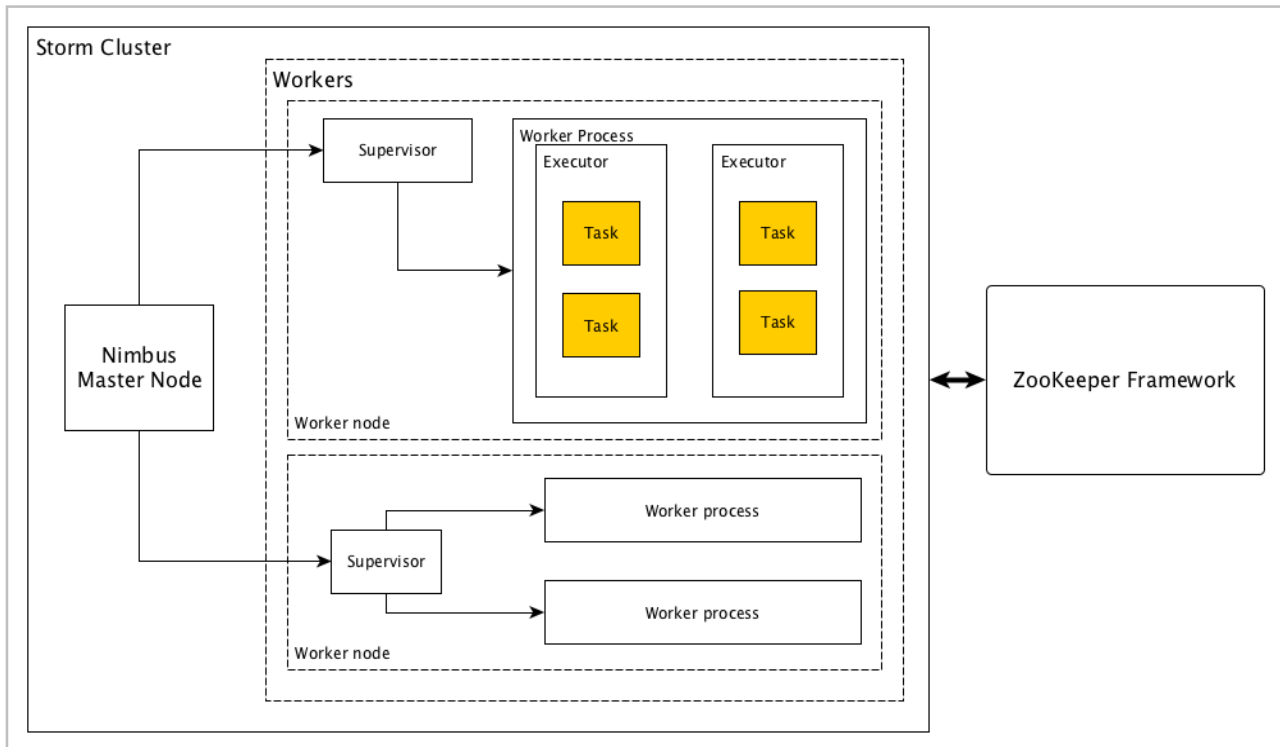 Storm Cluster
Workers
Supervisor
Worker Process
Executor
Executor
Task
Task
Task
Task
Nimbus
Master Node
ZooKeeper Framework
Worker node
Worker process
Supervisor
Worker process
Worker node